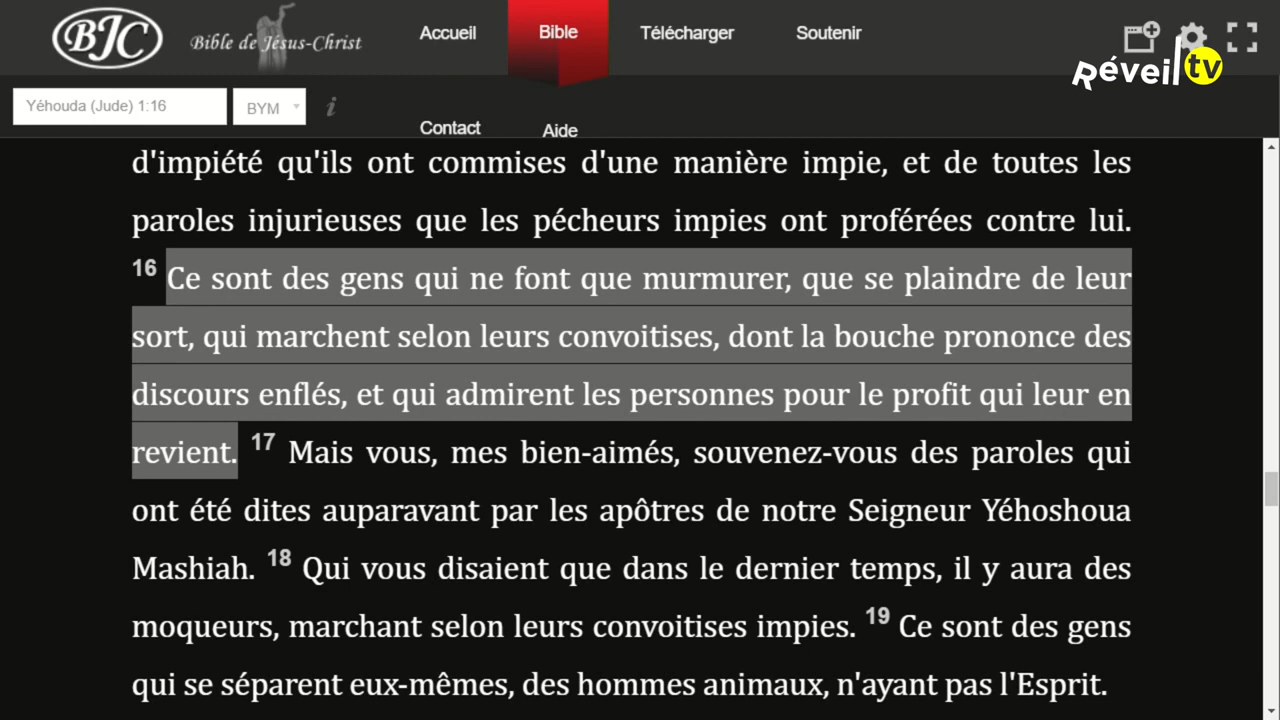 BJC
Bible de Jésus-Christ
Accueil
Bible
Télécharger
Soutenir
Réveil tv
Yéhouda (Jude) 1:16
BYM
i
Contact
Aide
d'impiété qu'ils ont commises d'une manière impie, et de toutes les
paroles injurieuses que les pécheurs impies ont proférées contre lui.
16 Ce sont des gens qui ne font que murmurer, que se plaindre de leur
sort, qui marchent selon leurs convoitises, dont la bouche prononce des
discours enflés, et qui admirent les personnes pour le profit qui leur en
revient. 17 Mais vous, mes bien-aimés, souvenez-vous des paroles qui
ont été dites auparavant par les apôtres de notre Seigneur Yéhoshoua
Mashiah. 18 Qui vous disaient que dans le dernier temps, il y aura des
moqueurs, marchant selon leurs convoitises impies. 19 Ce sont des gens
qui se séparent eux-mêmes, des hommes animaux, n'ayant pas l'Esprit.